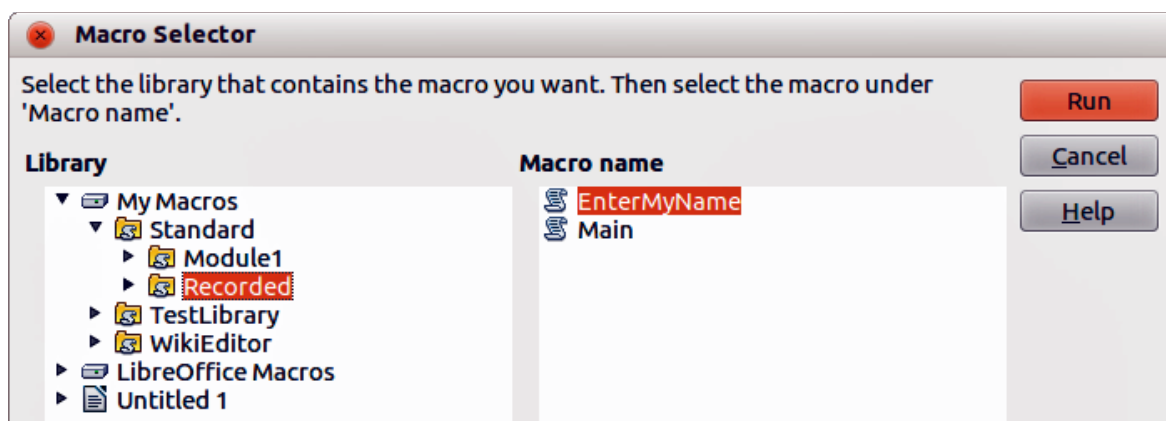 Macro Selector
Select the library that contains the macro you want. Then select the macro under
'Macro name'.
Run
Cancel
Help
Library
My Macros
Standard
Module1
Recorded
TestLibrary
WikiEditor
LibreOffice Macros
Untitled 1
Macro name
EnterMyName
Main